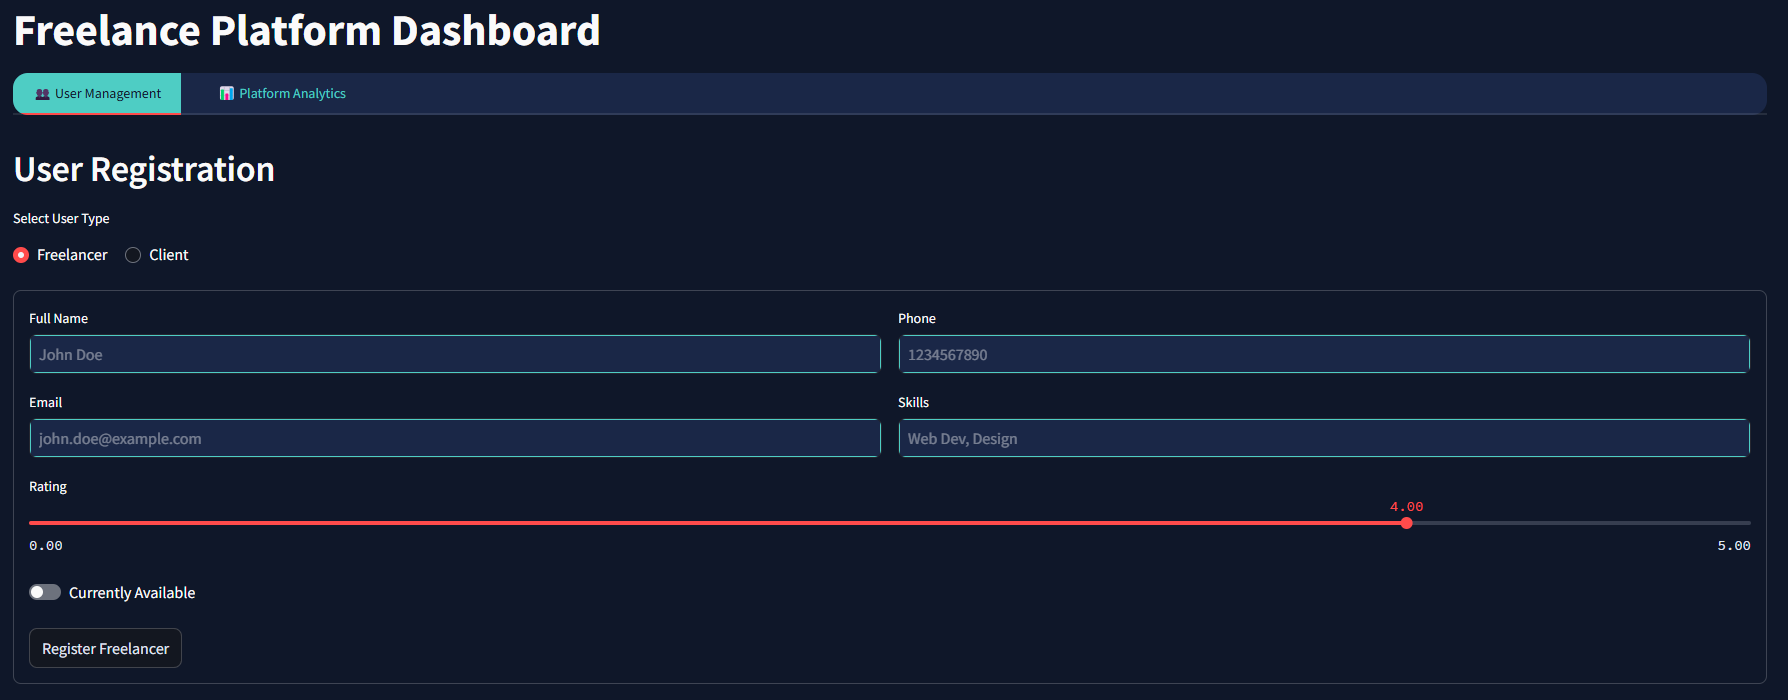 Freelance Platform Dashboard
User Management
Platform Analytics
User Registration
Select User Type
Freelancer
Client
Full Name
Phone
John Doe
1234567890
Email
Skills
john.doe@example.com
Web Dev, Design
Rating
4.00
0.00
5.00
Currently Available
Register Freelancer